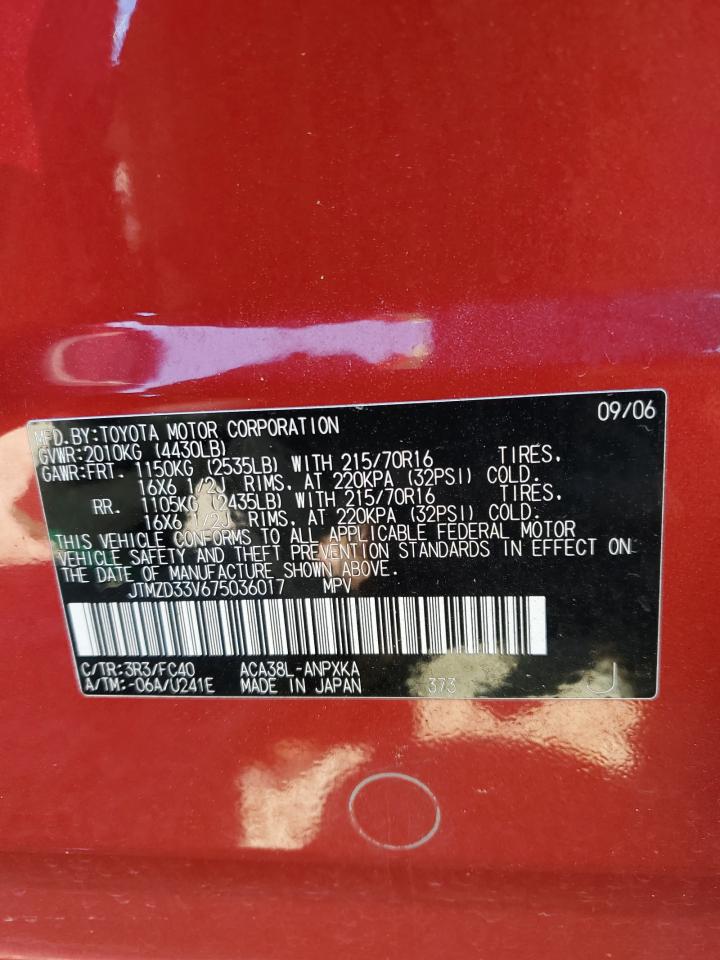 09/06
MFD.BY:TOYOTA MOTOR CORPORATION
GVWR:2010KG (4430LB)
GAWR:FRT. 1150KG (2535LB) WITH 215/70R16 TIRES.
16X6 1/2J RIMS. AT 220KPA (32PSI) COLD.
RR. 1105KG (2435LB) WITH 215/70R16 TIRES.
16X6 1/2J RIMS. AT 220KPA (32PSI) COLD.
THIS VEHICLE CONFORMS TO ALL APPLICABLE FEDERAL MOTOR
VEHICLE SAFETY AND THEFT PREVENTION STANDARDS IN EFFECT ON
THE DATE OF MANUFACTURE SHOWN ABOVE.
JTMZD33V675036017 MPV
C/TR:3R3/FC40 ACA38L-ANPXKA
A/TM:-06A/U241E MADE IN JAPAN 373 J